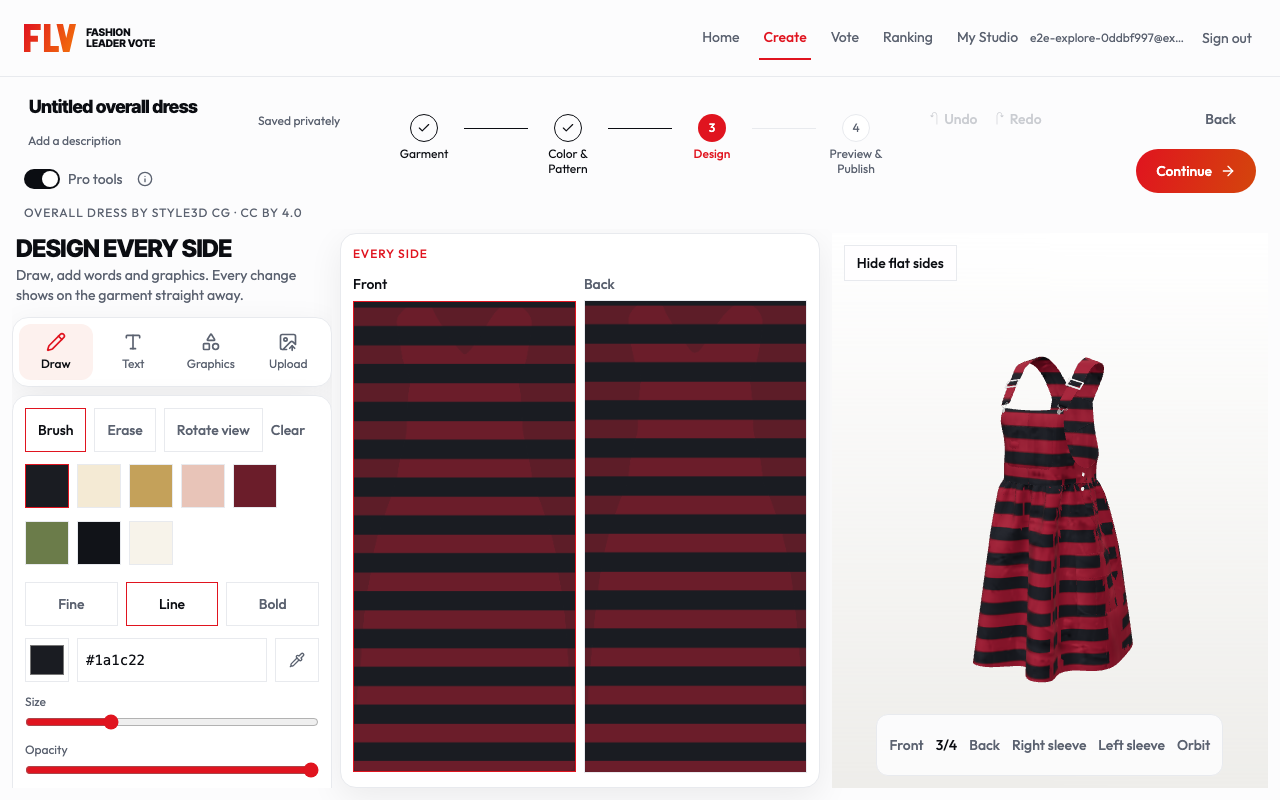 FLV
FASHION
LEADER VOTE
Home
Create
Vote
Ranking
My Studio
e2e-explore-0ddbf997@ex...
Sign out
Untitled overall dress
Add a description
Saved privately
Garment
Color &
Pattern
3
Design
4
Preview &
Publish
Undo
Redo
Back
Continue
Pro tools
OVERALL DRESS BY STYLE3D CG · CC BY 4.0
DESIGN EVERY SIDE
Draw, add words and graphics. Every change
shows on the garment straight away.
Draw
Text
Graphics
Upload
Brush
Erase
Rotate view
Clear
Fine
Line
Bold
#1a1c22
Size
Opacity
EVERY SIDE
Front
Back
Hide flat sides
Front
3/4
Back
Right sleeve
Left sleeve
Orbit